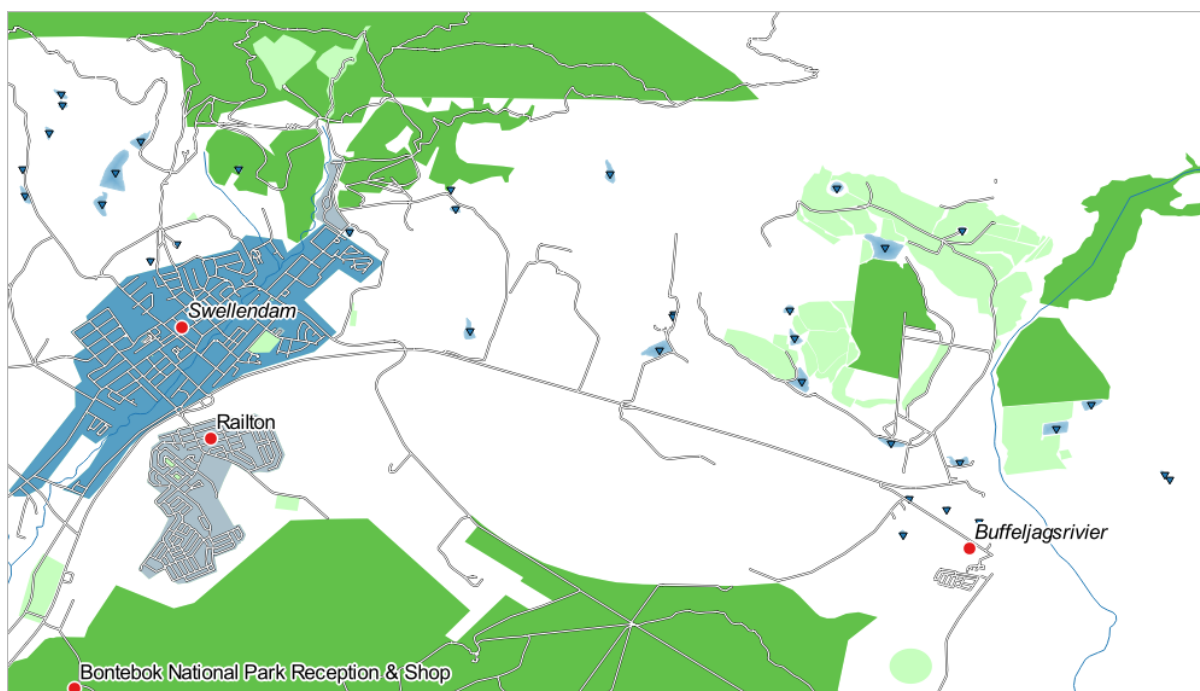 Swellendam
Railton
Buffeljagsrivier
Bontebok National Park Reception & Shop